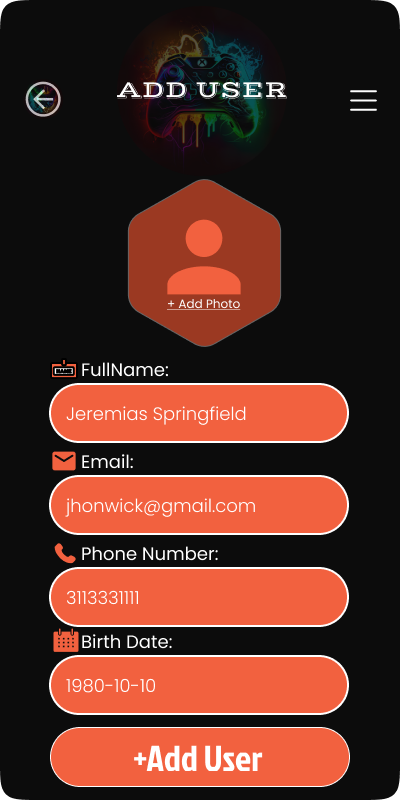 ADD USER
+ Add Photo
FullName:
Jeremias Springfield
Email:
jhonwick@gmail.com
Phone Number:
3113331111
Birth Date:
1980-10-10
+Add User